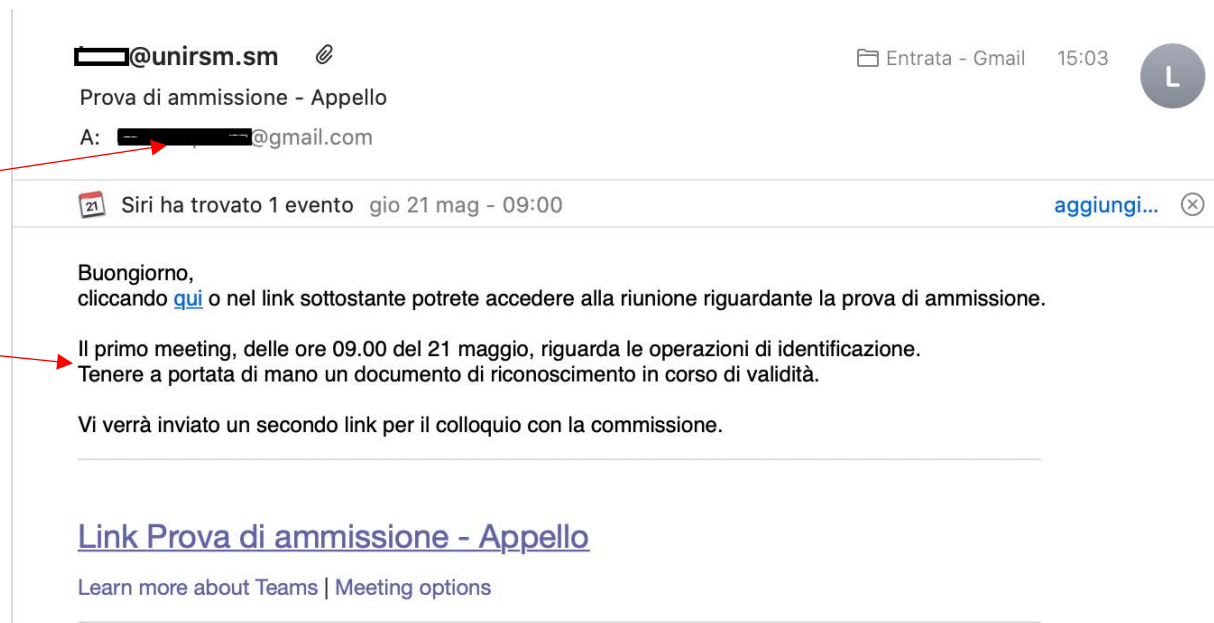 @unirsm.sm
Entrata - Gmail 15:03
L
Prova di ammissione - Appello
A: @gmail.com
21 Siri ha trovato 1 evento gio 21 mag - 09:00 aggiungi...
Buongiorno,
cliccando qui o nel link sottostante potrete accedere alla riunione riguardante la prova di ammissione.
Il primo meeting, delle ore 09.00 del 21 maggio, riguarda le operazioni di identificazione.
Tenere a portata di mano un documento di riconoscimento in corso di validità.
Vi verrà inviato un secondo link per il colloquio con la commissione.
Link Prova di ammissione - Appello
Learn more about Teams | Meeting options